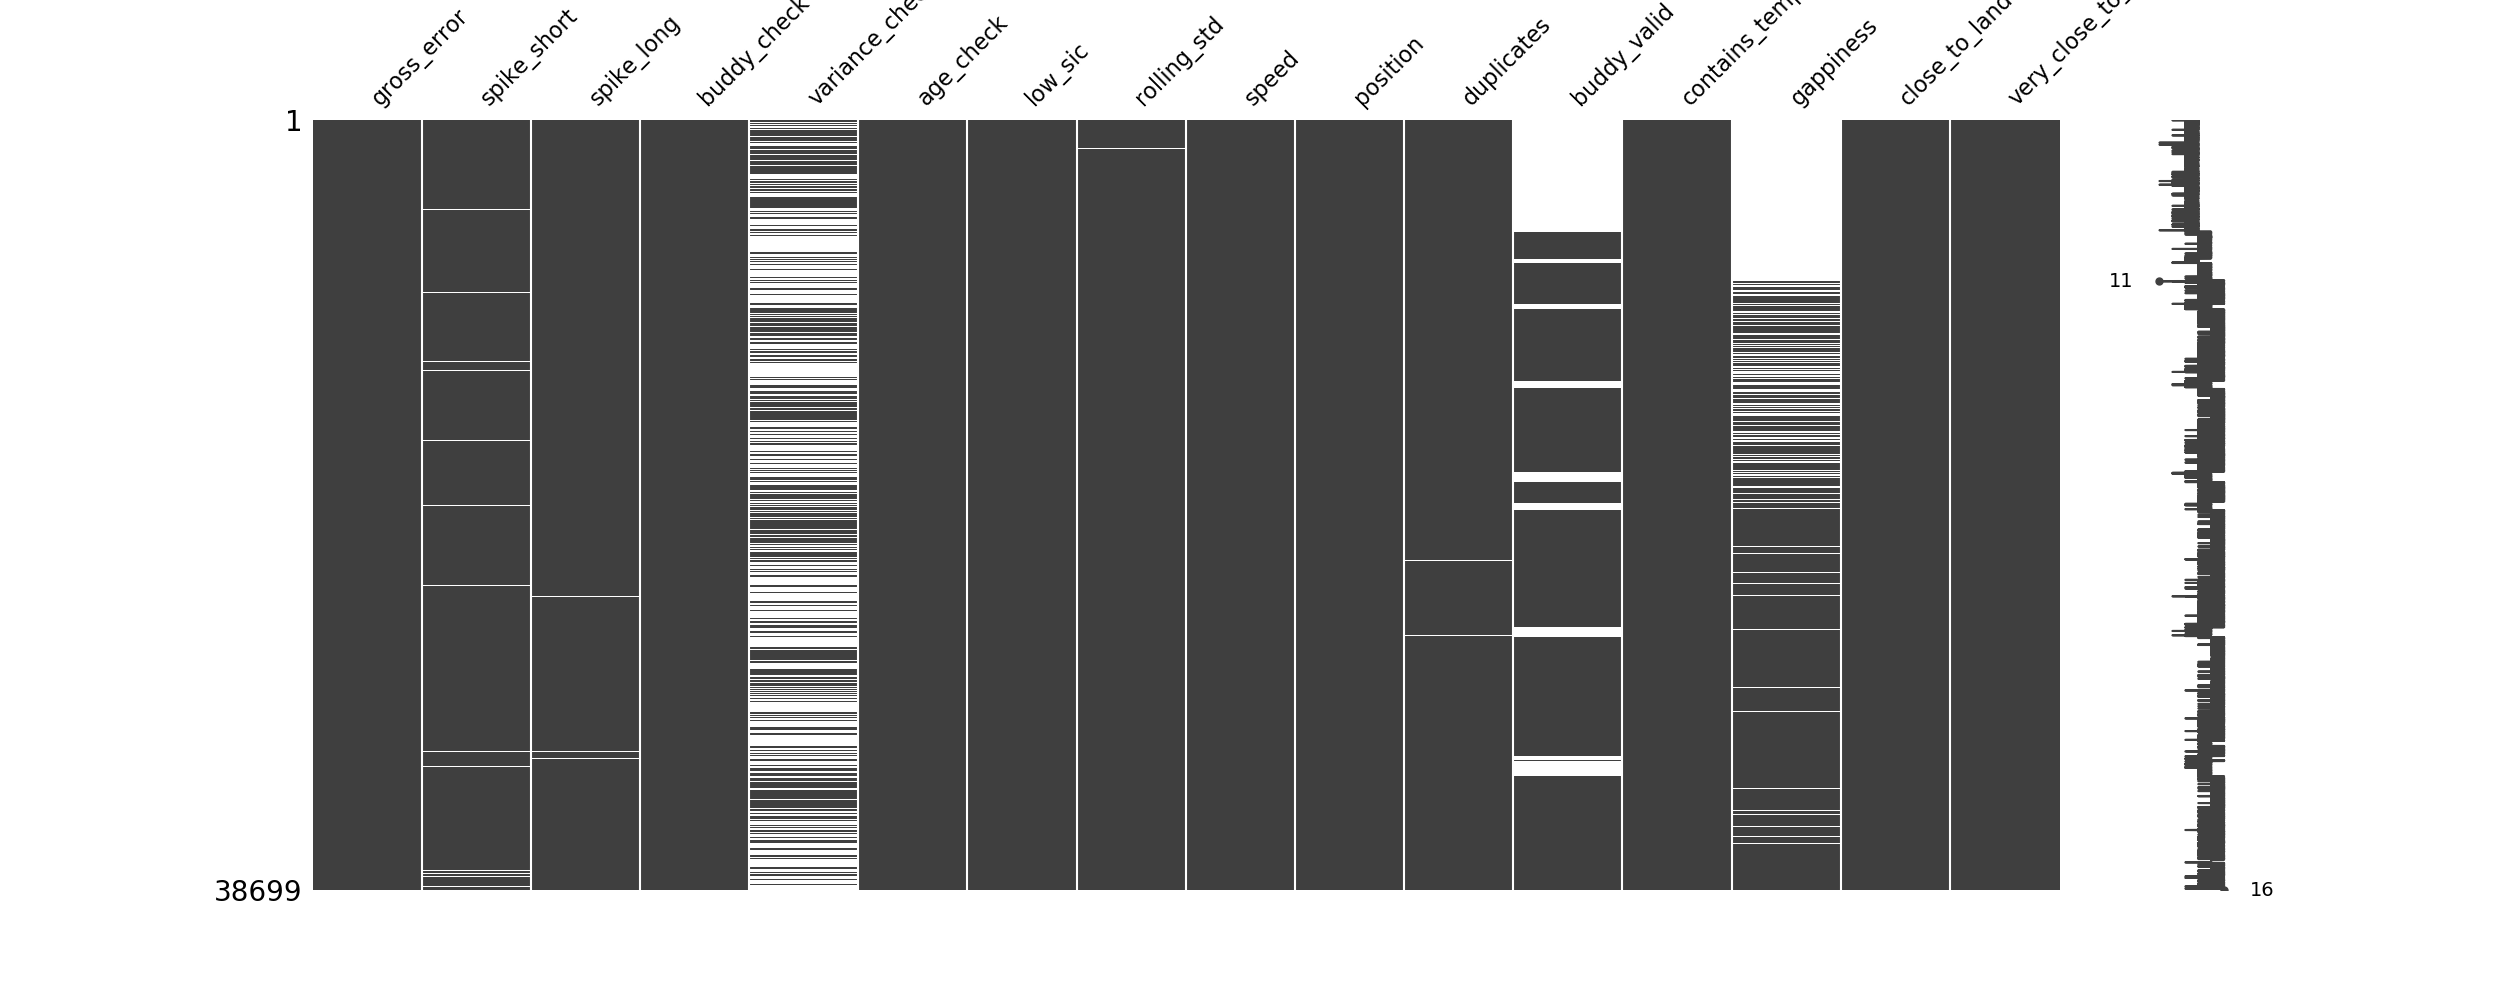 gross_error
spike_short
spike_long
buddy_check
age_check
low_sic
rolling_std
speed
position
duplicates
buddy_valid
gappiness
close_to_land
1
11
38699
16